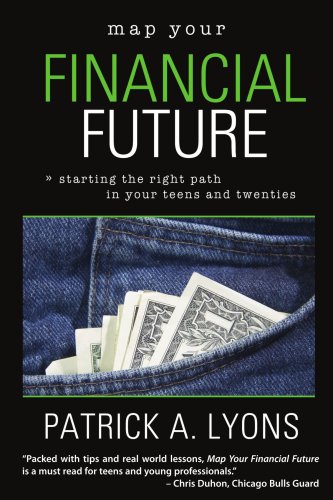 map your
FINANCIAL
FUTURE
» starting the right path
in your teens and twenties
PATRICK A. LYONS
"Packed with tips and real world lessons, Map Your Financial Future
is a must read for teens and young professionals."
– Chris Duhon, Chicago Bulls Guard